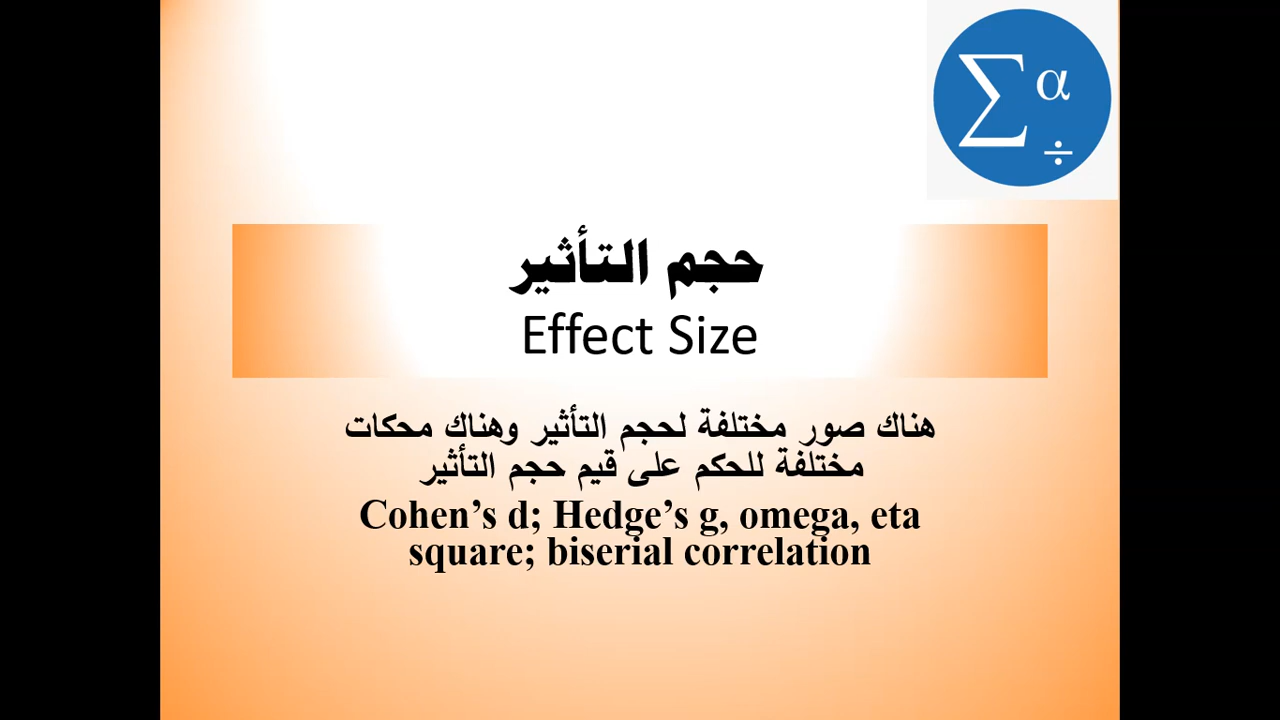 Σ α ÷
حجم التأثير
Effect Size
هناك صور مختلفة لحجم التأثير وهناك محكات
مختلفة للحكم على قيم حجم التأثير
Cohen’s d; Hedge’s g, omega, eta
square; biserial correlation